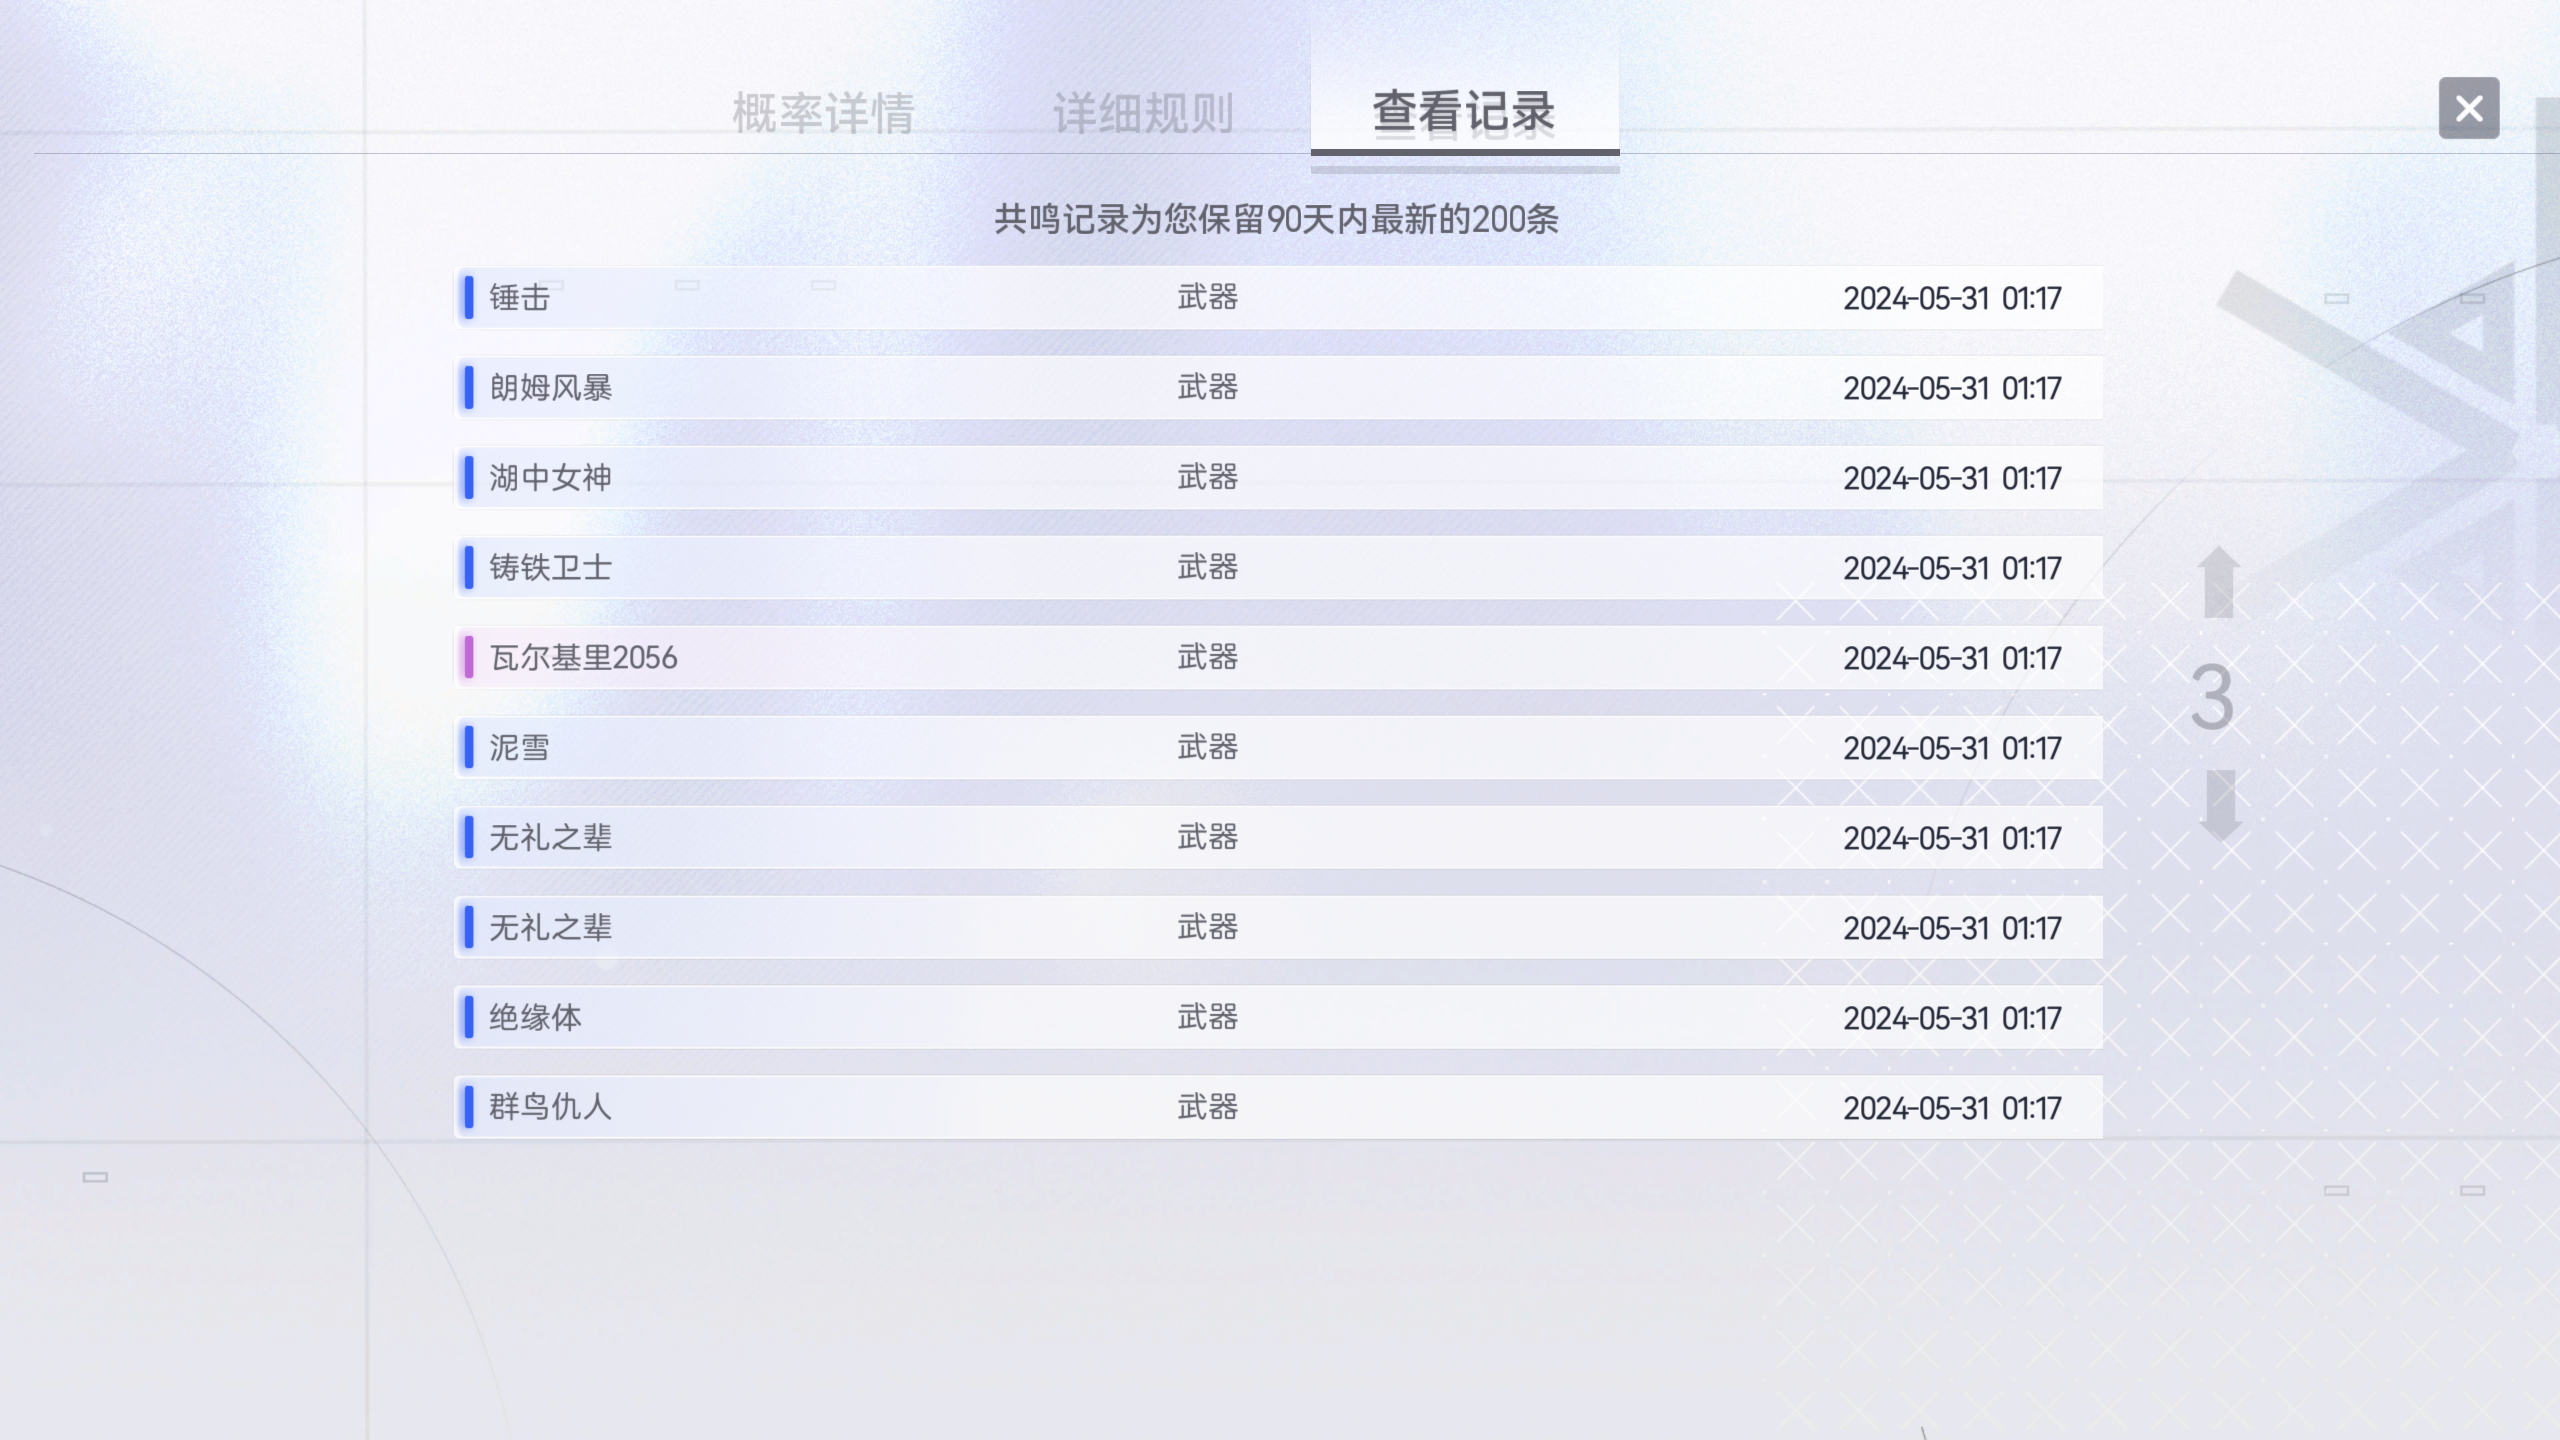 概率详情 详细规则 查看记录
共鸣记录为您保留90天内最新的200条
锤击 武器 2024-05-31 01:17
朗姆风暴 武器 2024-05-31 01:17
湖中女神 武器 2024-05-31 01:17
铸铁卫士 武器 2024-05-31 01:17
瓦尔基里2056 武器 2024-05-31 01:17
泥雪 武器 2024-05-31 01:17
3
无礼之辈 武器 2024-05-31 01:17
无礼之辈 武器 2024-05-31 01:17
绝缘体 武器 2024-05-31 01:17
群鸟仇人 武器 2024-05-31 01:17